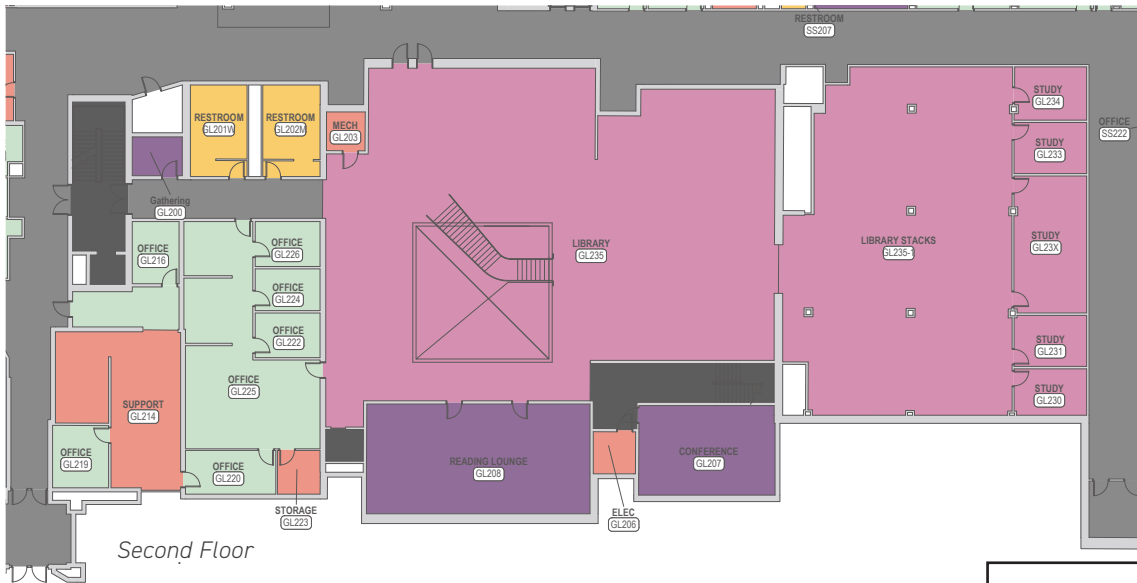 RESTROOM
SS207
STUDY
GL234
OFFICE
SS222
RESTROOM
GL201W
RESTROOM
GL202M
MECH
GL203
STUDY
GL233
Gathering
GL200
OFFICE
GL216
OFFICE
GL226
LIBRARY
GL235
LIBRARY STACKS
GL235-1
STUDY
GL23X
OFFICE
GL224
OFFICE
GL222
STUDY
GL231
OFFICE
GL225
SUPPORT
GL214
STUDY
GL230
OFFICE
GL219
OFFICE
GL220
READING LOUNGE
GL208
CONFERENCE
GL207
STORAGE
GL223
ELEC
GL206
Second Floor